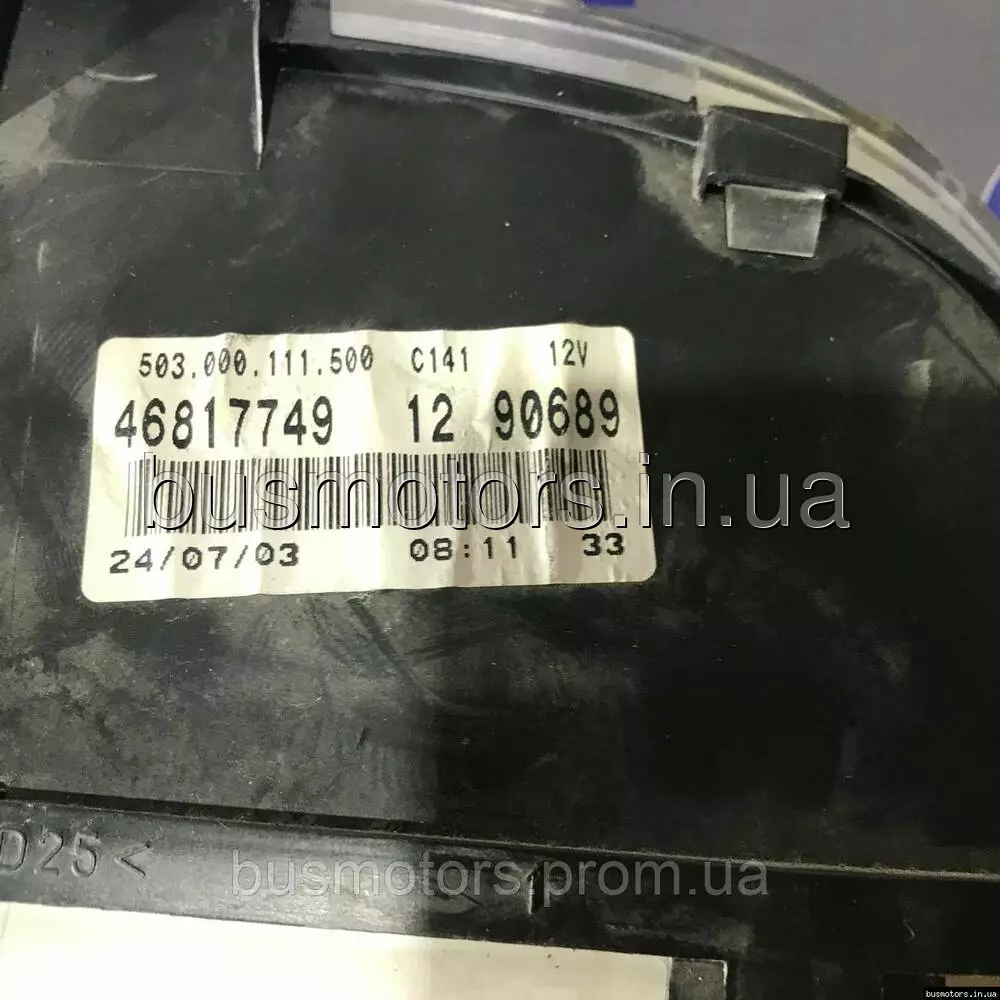 503.000.111.500 C141 12V
46817749 12 90689
busmotors.in.ua
24/07/03 08:11 33
D25<
busmotors.prom.ua
busmotors.in.ua